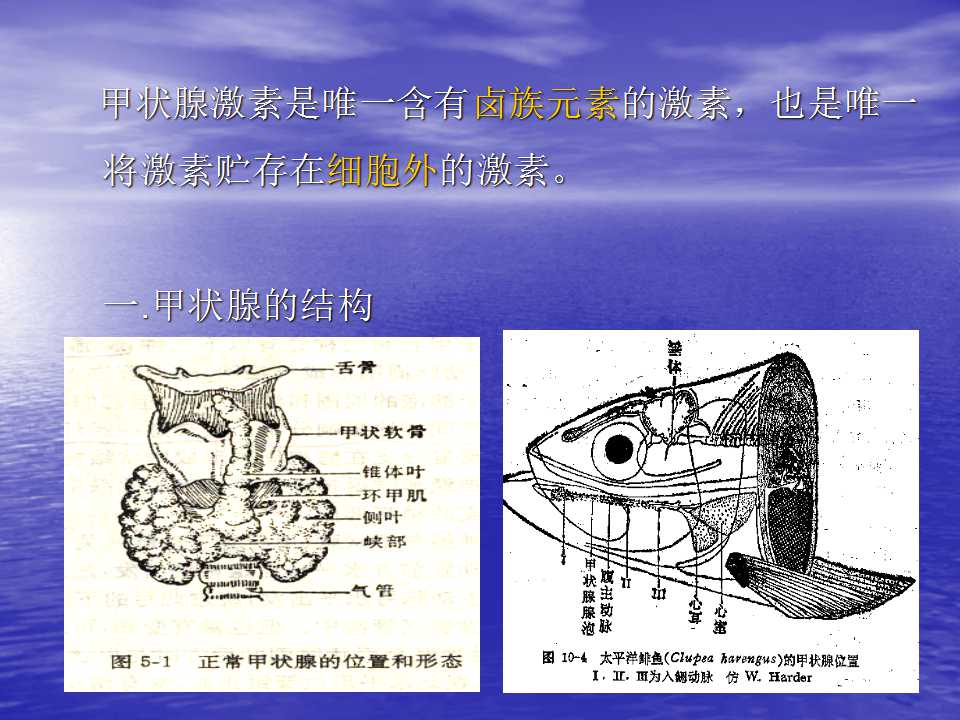 甲状腺激素是唯一含有卤族元素的激素，也是唯一
将激素贮存在细胞外的激素。
一.甲状腺的结构
舌骨
甲状软骨
锥体叶
环甲肌
侧叶
峡部
气管
图 5-1 正常甲状腺的位置和形态
垂体
甲状腺腺泡
腹主动脉
II
III
心耳
心室
图 10-4 太平洋鲱鱼(Clupea harengus)的甲状腺位置
I、II、III为入鳃动脉 仿 W. Harder